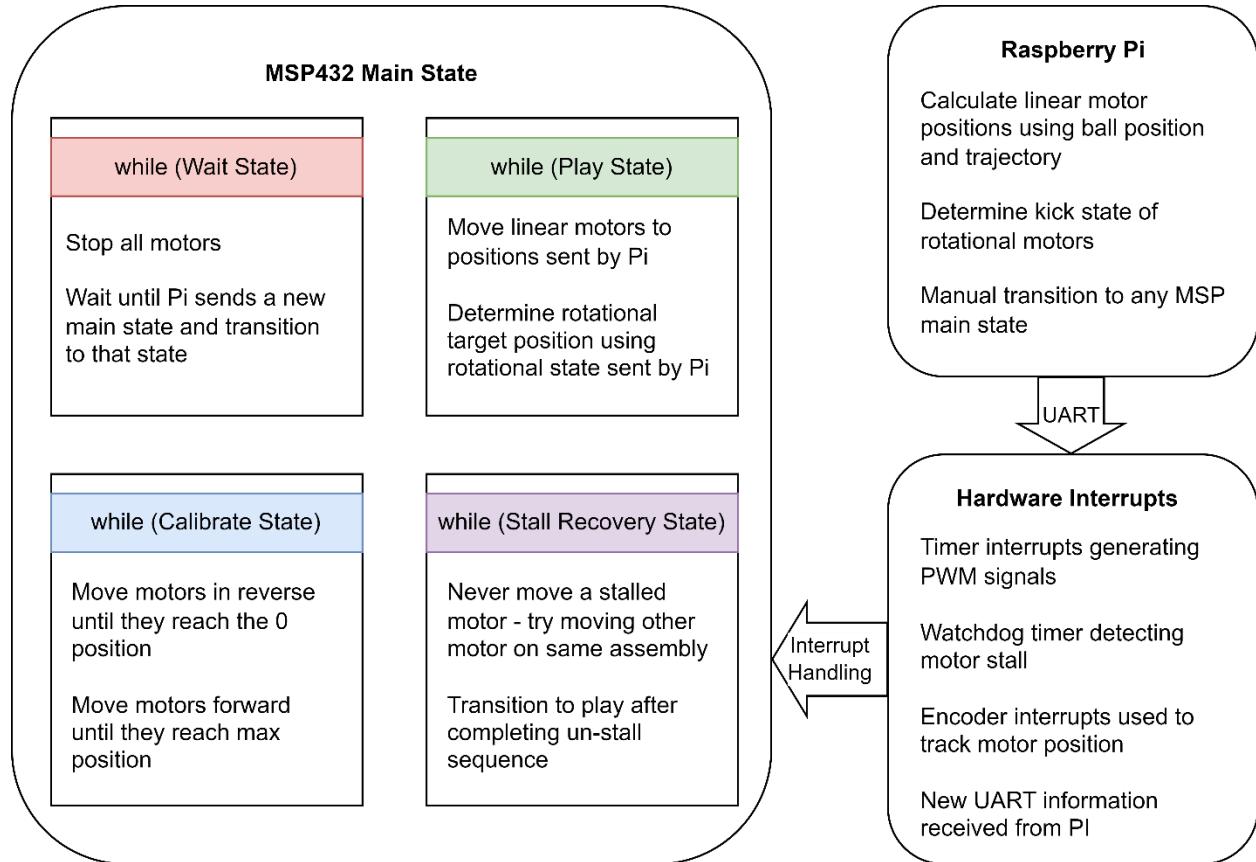 MSP432 Main State
while (Wait State)
Stop all motors
Wait until Pi sends a new
main state and transition
to that state
while (Play State)
Move linear motors to
positions sent by Pi
Determine rotational
target position using
rotational state sent by Pi
while (Calibrate State)
Move motors in reverse
until they reach the 0
position
Move motors forward
until they reach max
position
while (Stall Recovery State)
Never move a stalled
motor - try moving other
motor on same assembly
Transition to play after
completing un-stall
sequence
Raspberry Pi
Calculate linear motor
positions using ball position
and trajectory
Determine kick state of
rotational motors
Manual transition to any MSP
main state
UART
Hardware Interrupts
Timer interrupts generating
PWM signals
Watchdog timer detecting
motor stall
Encoder interrupts used to
track motor position
New UART information
received from PI
Interrupt
Handling